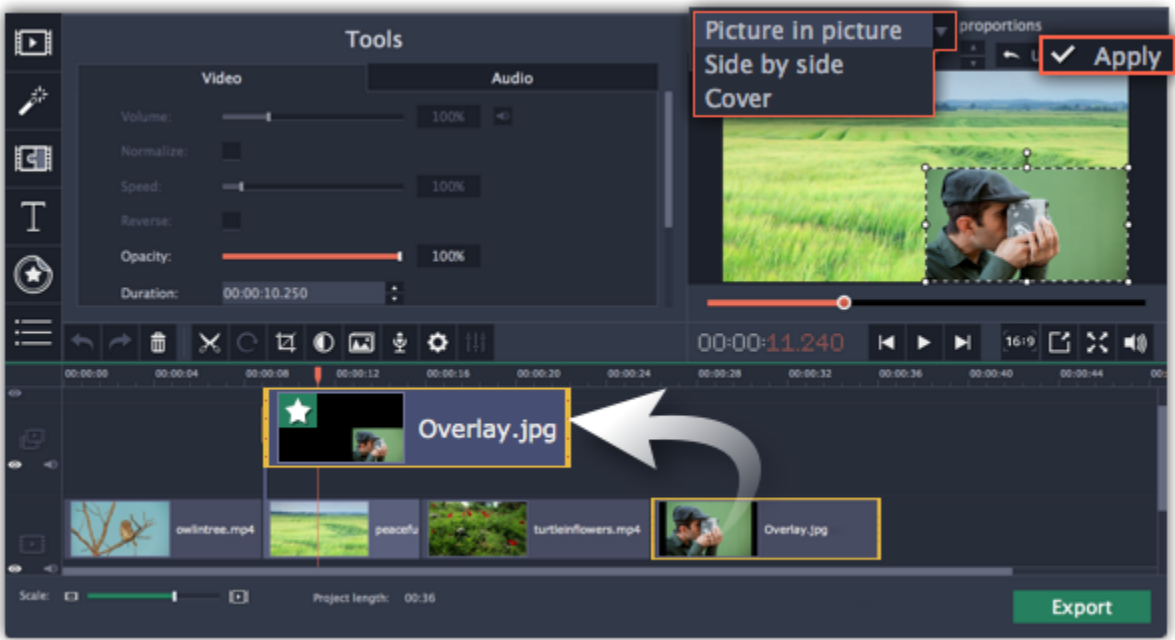 Picture in picture
proportions
Tools
Side by side
Apply
Cover
Video
Audio
Volume:
100%
Normalize:
Speed:
100%
Reverse:
Opacity:
100%
Duration:
00:00:10.250
00:00:11.240
16:9
00:00:00
00:00:04
00:00:08
00:00:12
00:00:16
00:00:20
00:00:24
00:00:28
00:00:32
00:00:36
00:00:40
00:00:44
Overlay.jpg
owlintree.mp4
peacefu
turtleinflowers.mp4
Overlay.jpg
Scale:
Project length: 00:36
Export